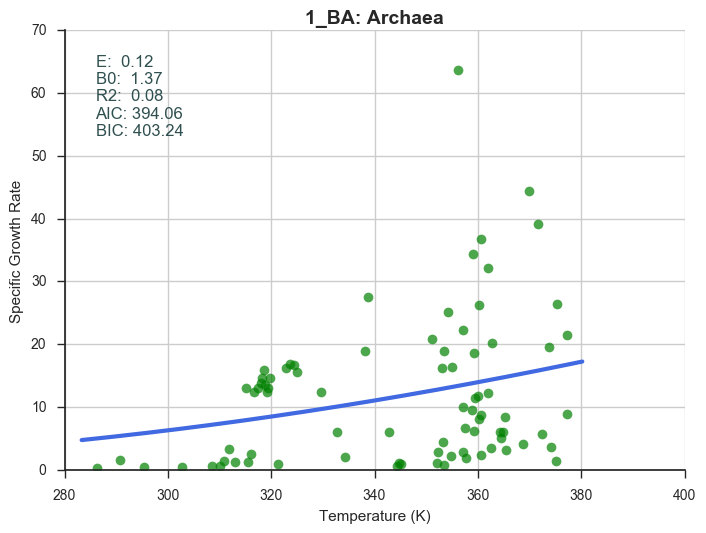 1_BA: Archaea
E:  0.12
B0:  1.37
R2:  0.08
AIC: 394.06
BIC: 403.24
Specific Growth Rate
70
60
50
40
30
20
10
0
280 300 320 340 360 380 400
Temperature (K)